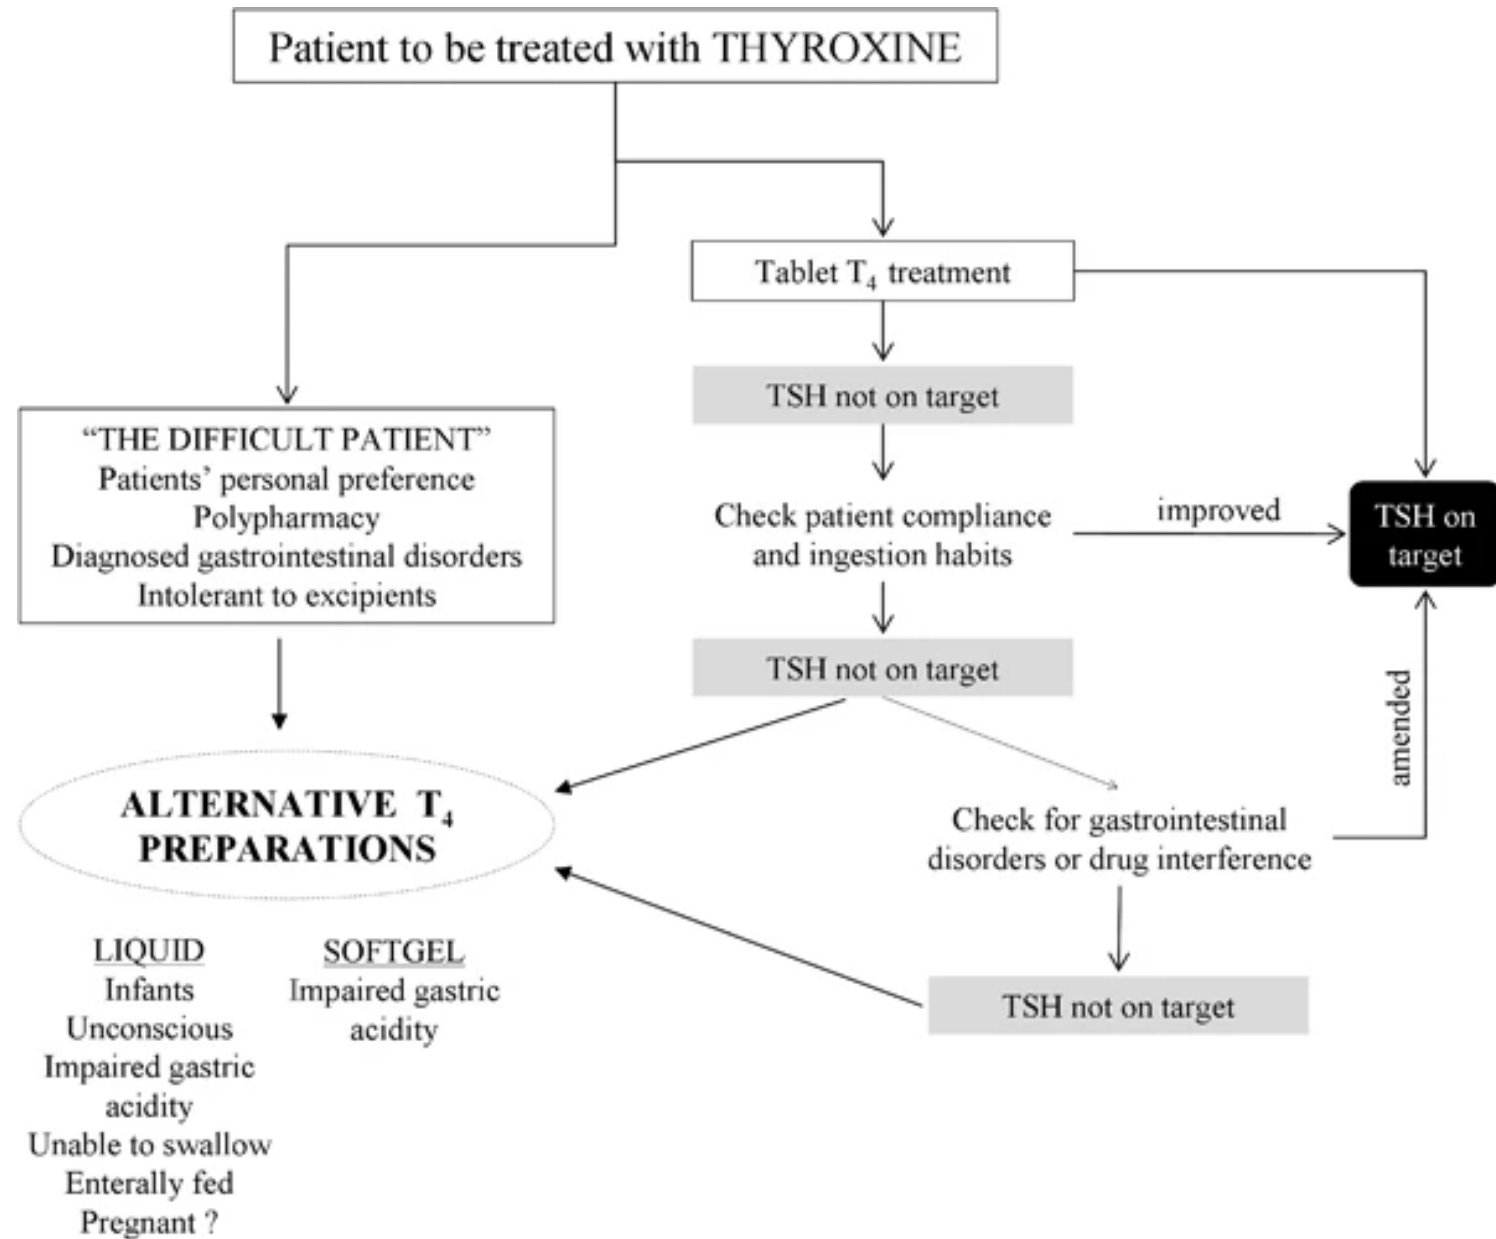 Patient to be treated with THYROXINE
Tablet T₄ treatment
TSH not on target
“THE DIFFICULT PATIENT”
Patients’ personal preference
Polypharmacy
Diagnosed gastrointestinal disorders
Intolerant to excipients
Check patient compliance
and ingestion habits
improved
TSH on
target
TSH not on target
amended
ALTERNATIVE T₄
PREPARATIONS
Check for gastrointestinal
disorders or drug interference
LIQUID
Infants
Unconscious
Impaired gastric
acidity
Unable to swallow
Enterally fed
Pregnant ?
SOFTGEL
Impaired gastric
acidity
TSH not on target